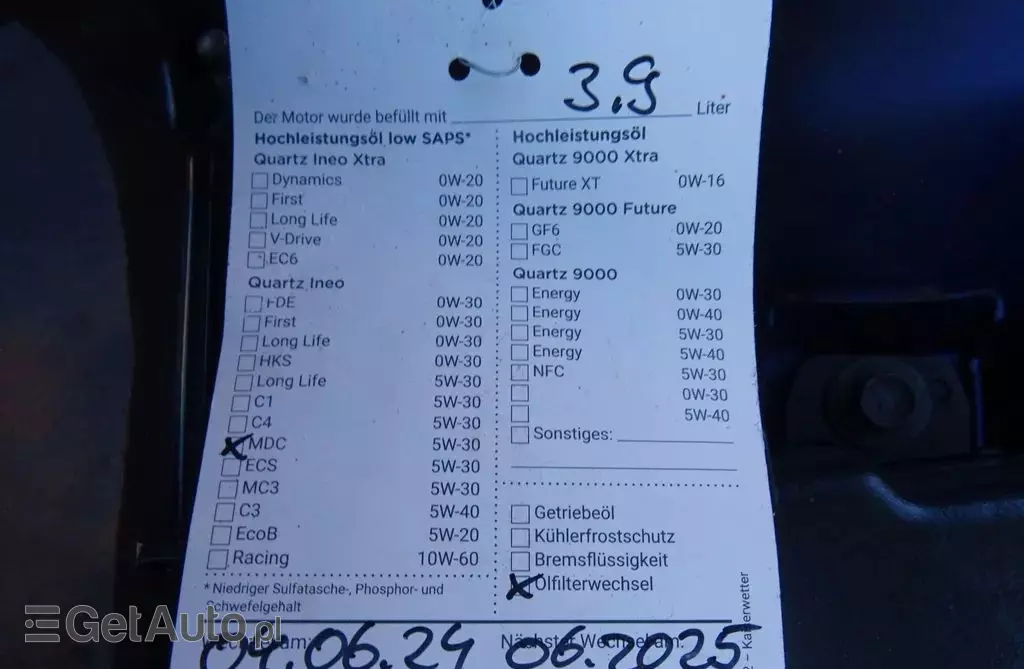 3.9
Der Motor wurde befüllt mit Liter
Hochleistungsöl low SAPS*
Quartz Ineo Xtra
Dynamics 0W-20
First 0W-20
Long Life 0W-20
V-Drive 0W-20
EC6 0W-20
Quartz Ineo
FDE 0W-30
First 0W-30
Long Life 0W-30
HKS 0W-30
Long Life 5W-30
C1 5W-30
C4 5W-30
MDC 5W-30
ECS 5W-30
MC3 5W-30
C3 5W-40
EcoB 5W-20
Racing 10W-60
*Niedriger Sulfatasche-, Phosphor- und
Schwefelgehalt
Hochleistungsöl
Quartz 9000 Xtra
Future XT 0W-16
Quartz 9000 Future
GF6 0W-20
FGC 5W-30
Quartz 9000
Energy 0W-30
Energy 0W-40
Energy 5W-30
Energy 5W-40
NFC 5W-30
0W-30
5W-40
Sonstiges:
Getriebeöl
Kühlerfrostschutz
Bremsflüssigkeit
Ölfilterwechsel
Nächster Wechsel am:
04.06.24 06.2025
GetAuto.pl